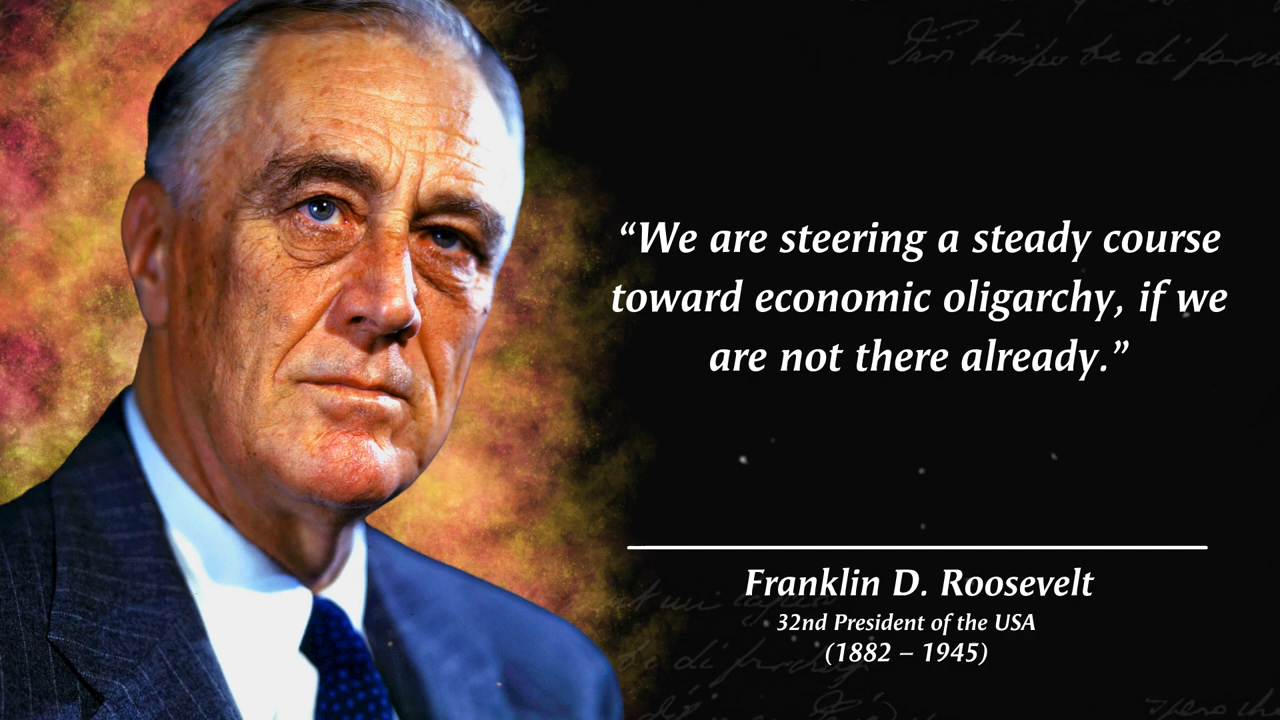 “We are steering a steady course
toward economic oligarchy, if we
are not there already.”
Franklin D. Roosevelt
32nd President of the USA
(1882 – 1945)